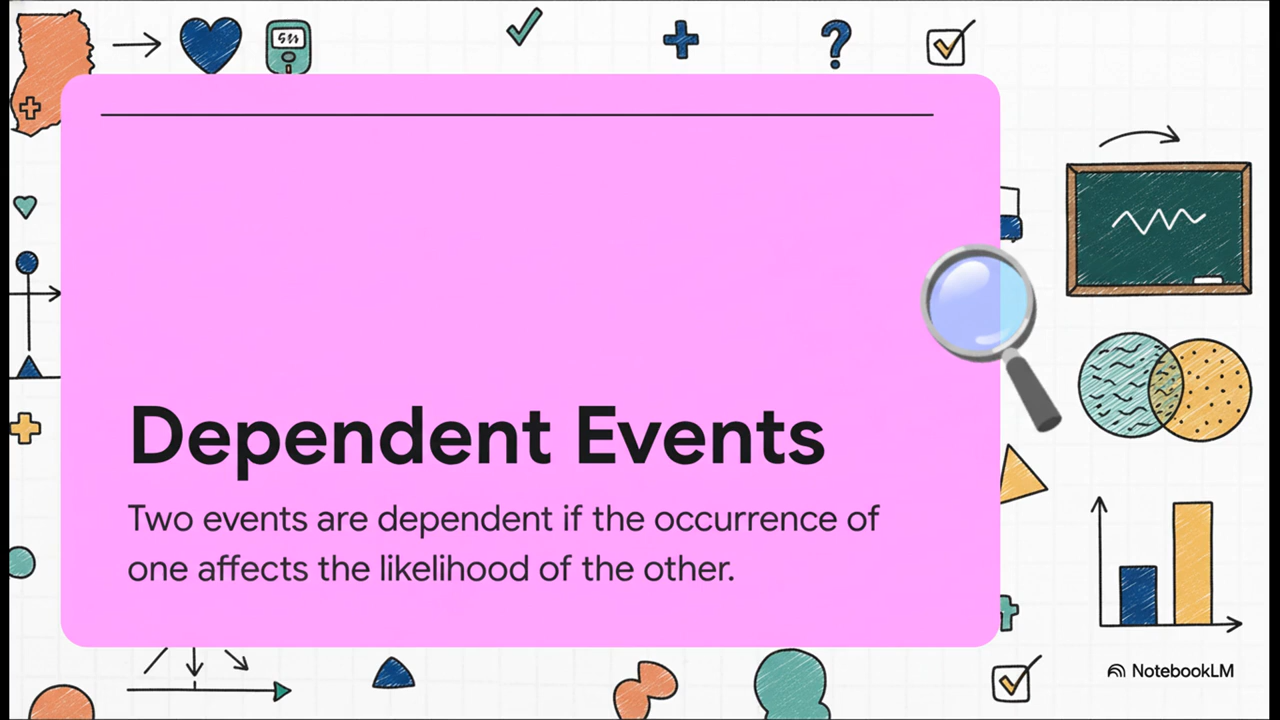 Dependent Events
Two events are dependent if the occurrence of
one affects the likelihood of the other.
NotebookLM